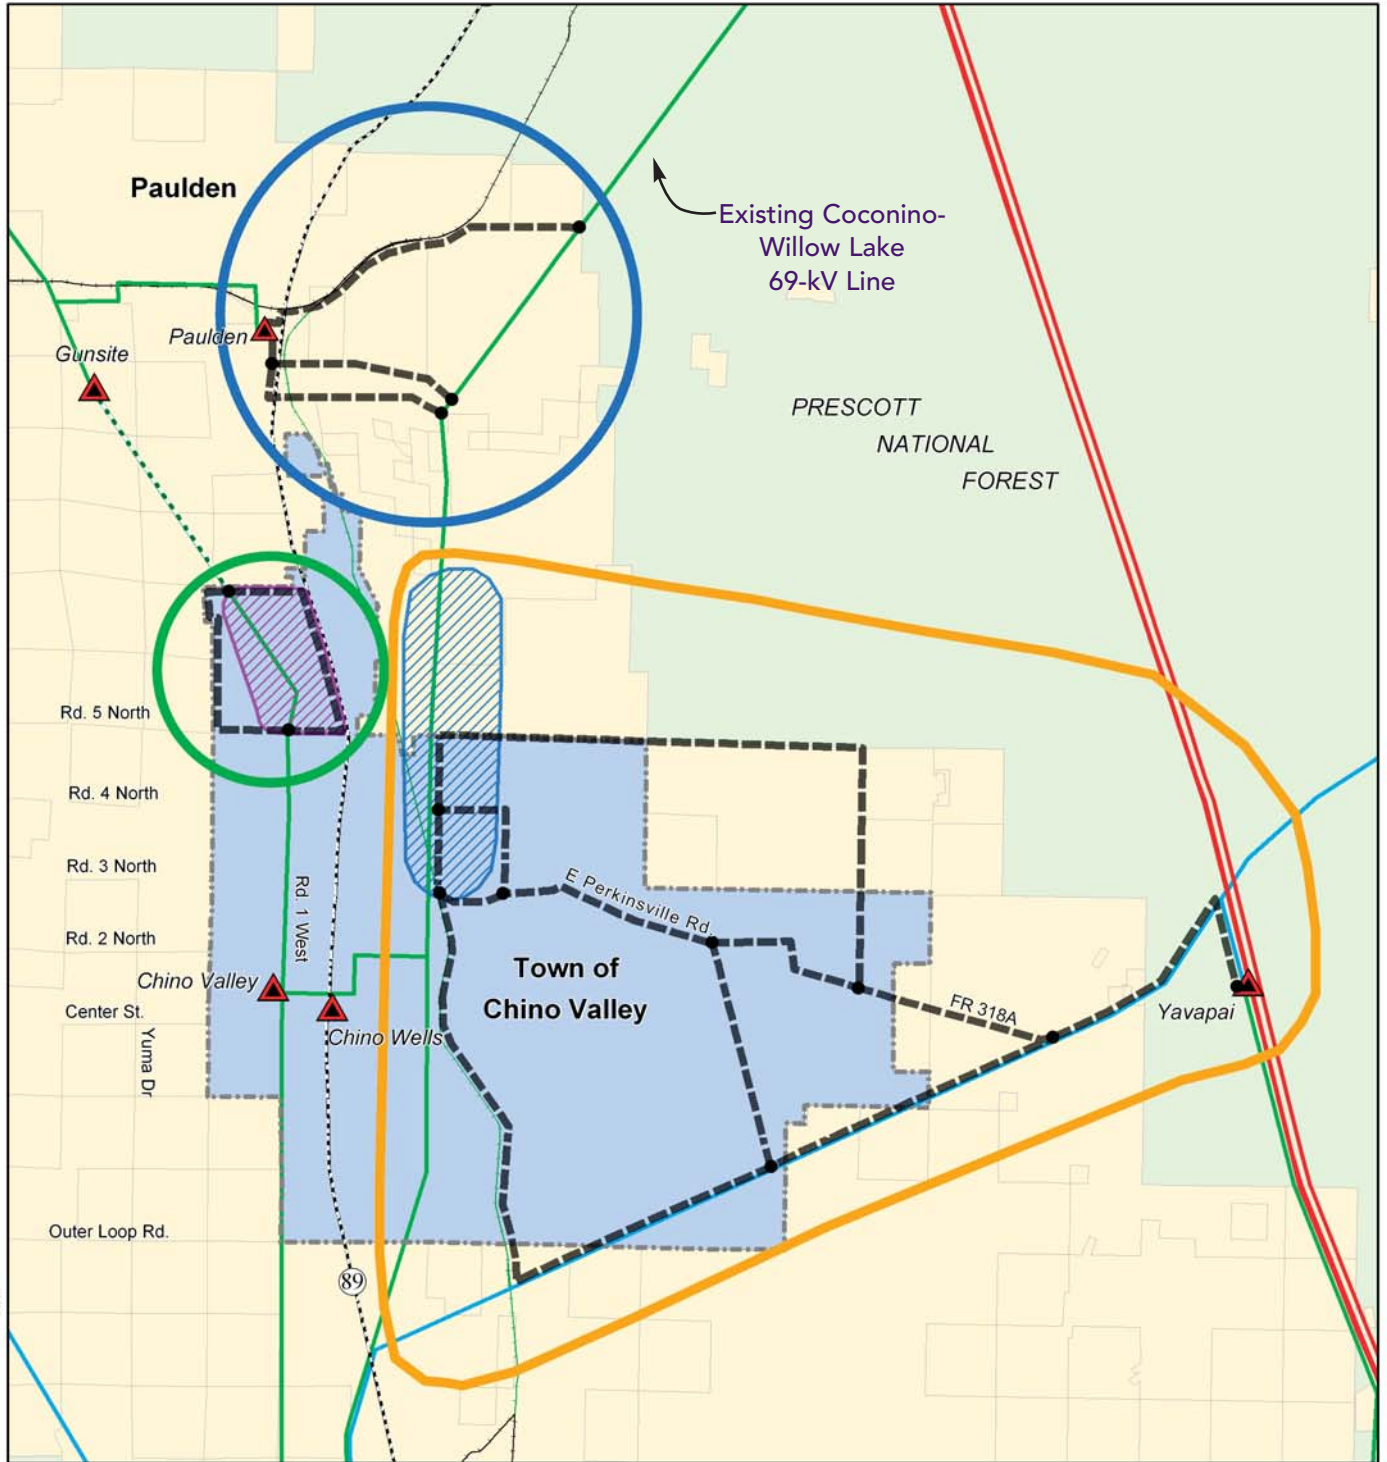 Paulden
Existing Coconino-
Willow Lake
69-kV Line
Paulden
Gunsite
PRESCOTT
NATIONAL
FOREST
Rd. 5 North
Rd. 4 North
Rd. 3 North
E Perkinsville Rd.
Rd. 1 West
Rd. 2 North
Town of
Chino Valley
Chino Valley
Center St.
FR 318A
Yavapai
Chino Wells
Yuma Dr
Outer Loop Rd.
89